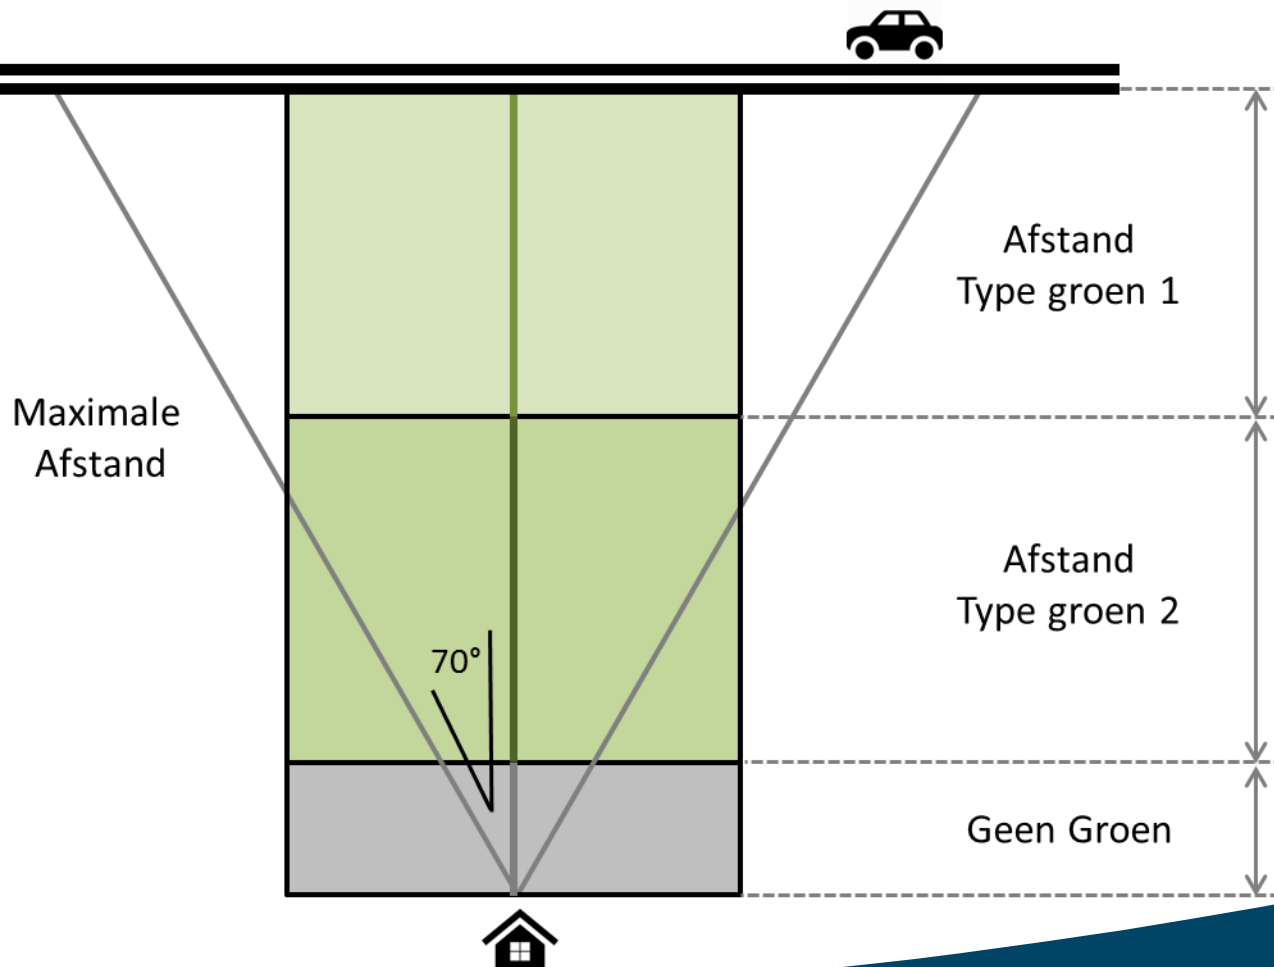 Afstand
Type groen 1
Maximale
Afstand
Afstand
Type groen 2
70°
Geen Groen